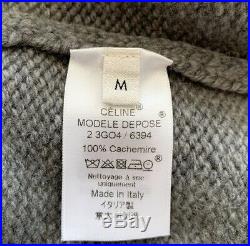 M
CÉLINE®
MODELE DEPOSE
2 3GO4 / 6394
100% Cachemire
Nettoyage à sec
uniquement
Made in Italy
イタリア製